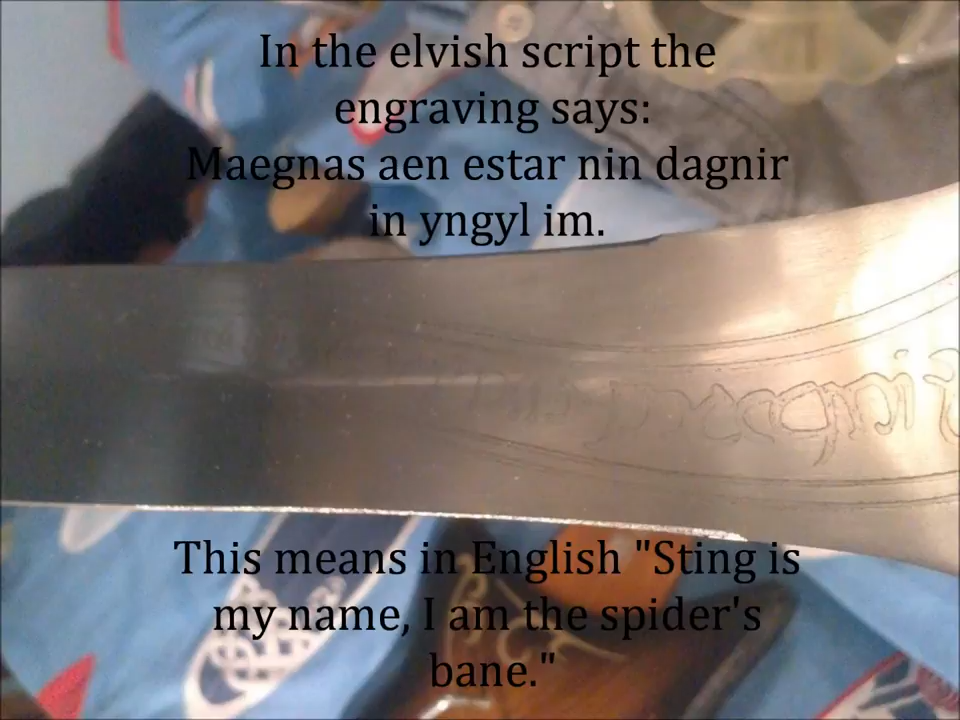 In the elvish script the
engraving says:
Maegnas aen estar nin dagnir
in yngyl im.
This means in English "Sting is
my name, I am the spider's
bane."